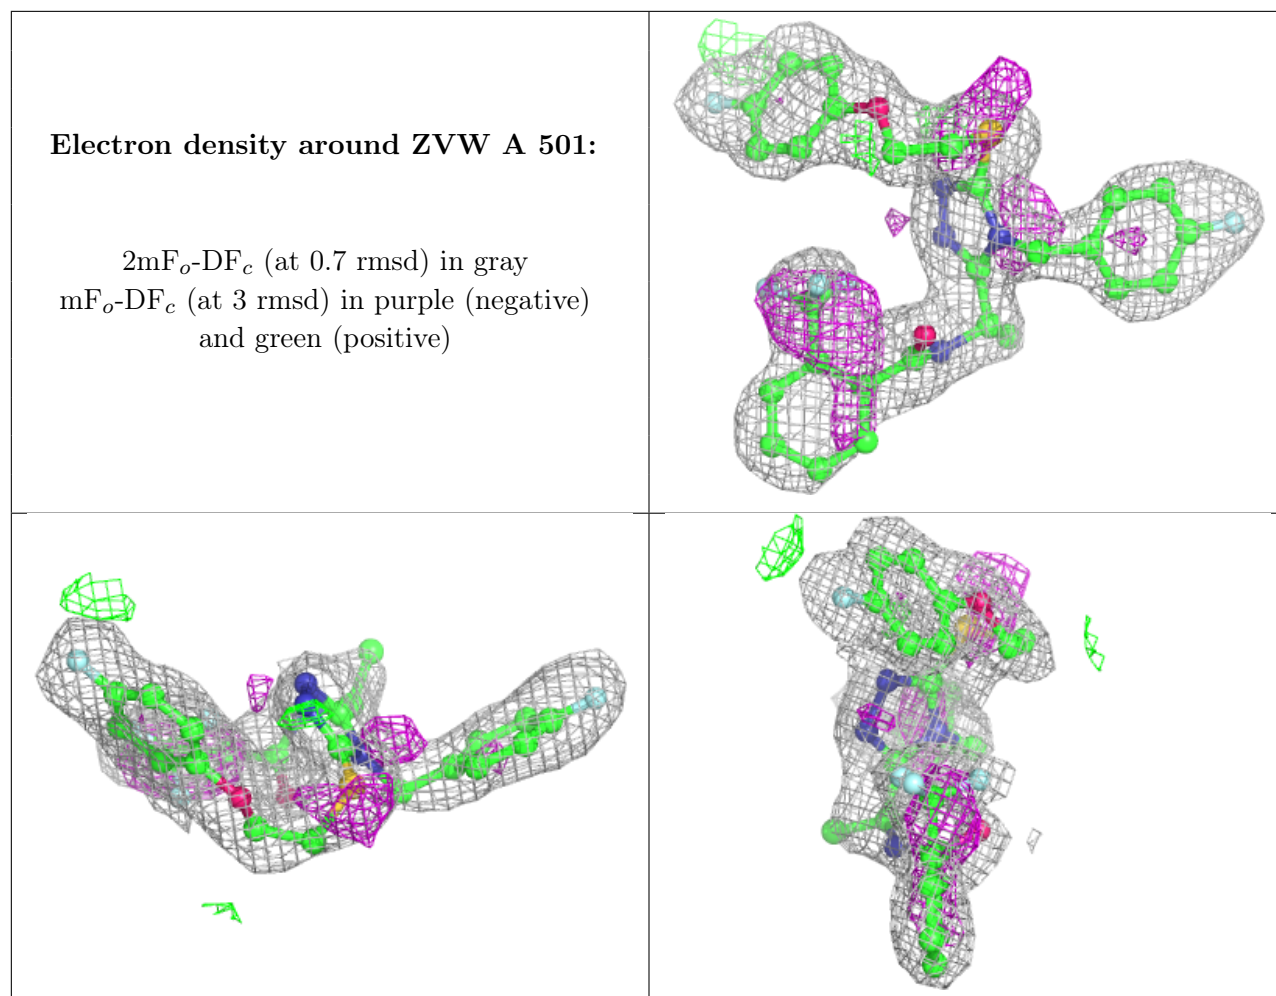 Electron density around ZVW A 501:
2mFo-DFc (at 0.7 rmsd) in gray
mFo-DFc (at 3 rmsd) in purple (negative)
and green (positive)